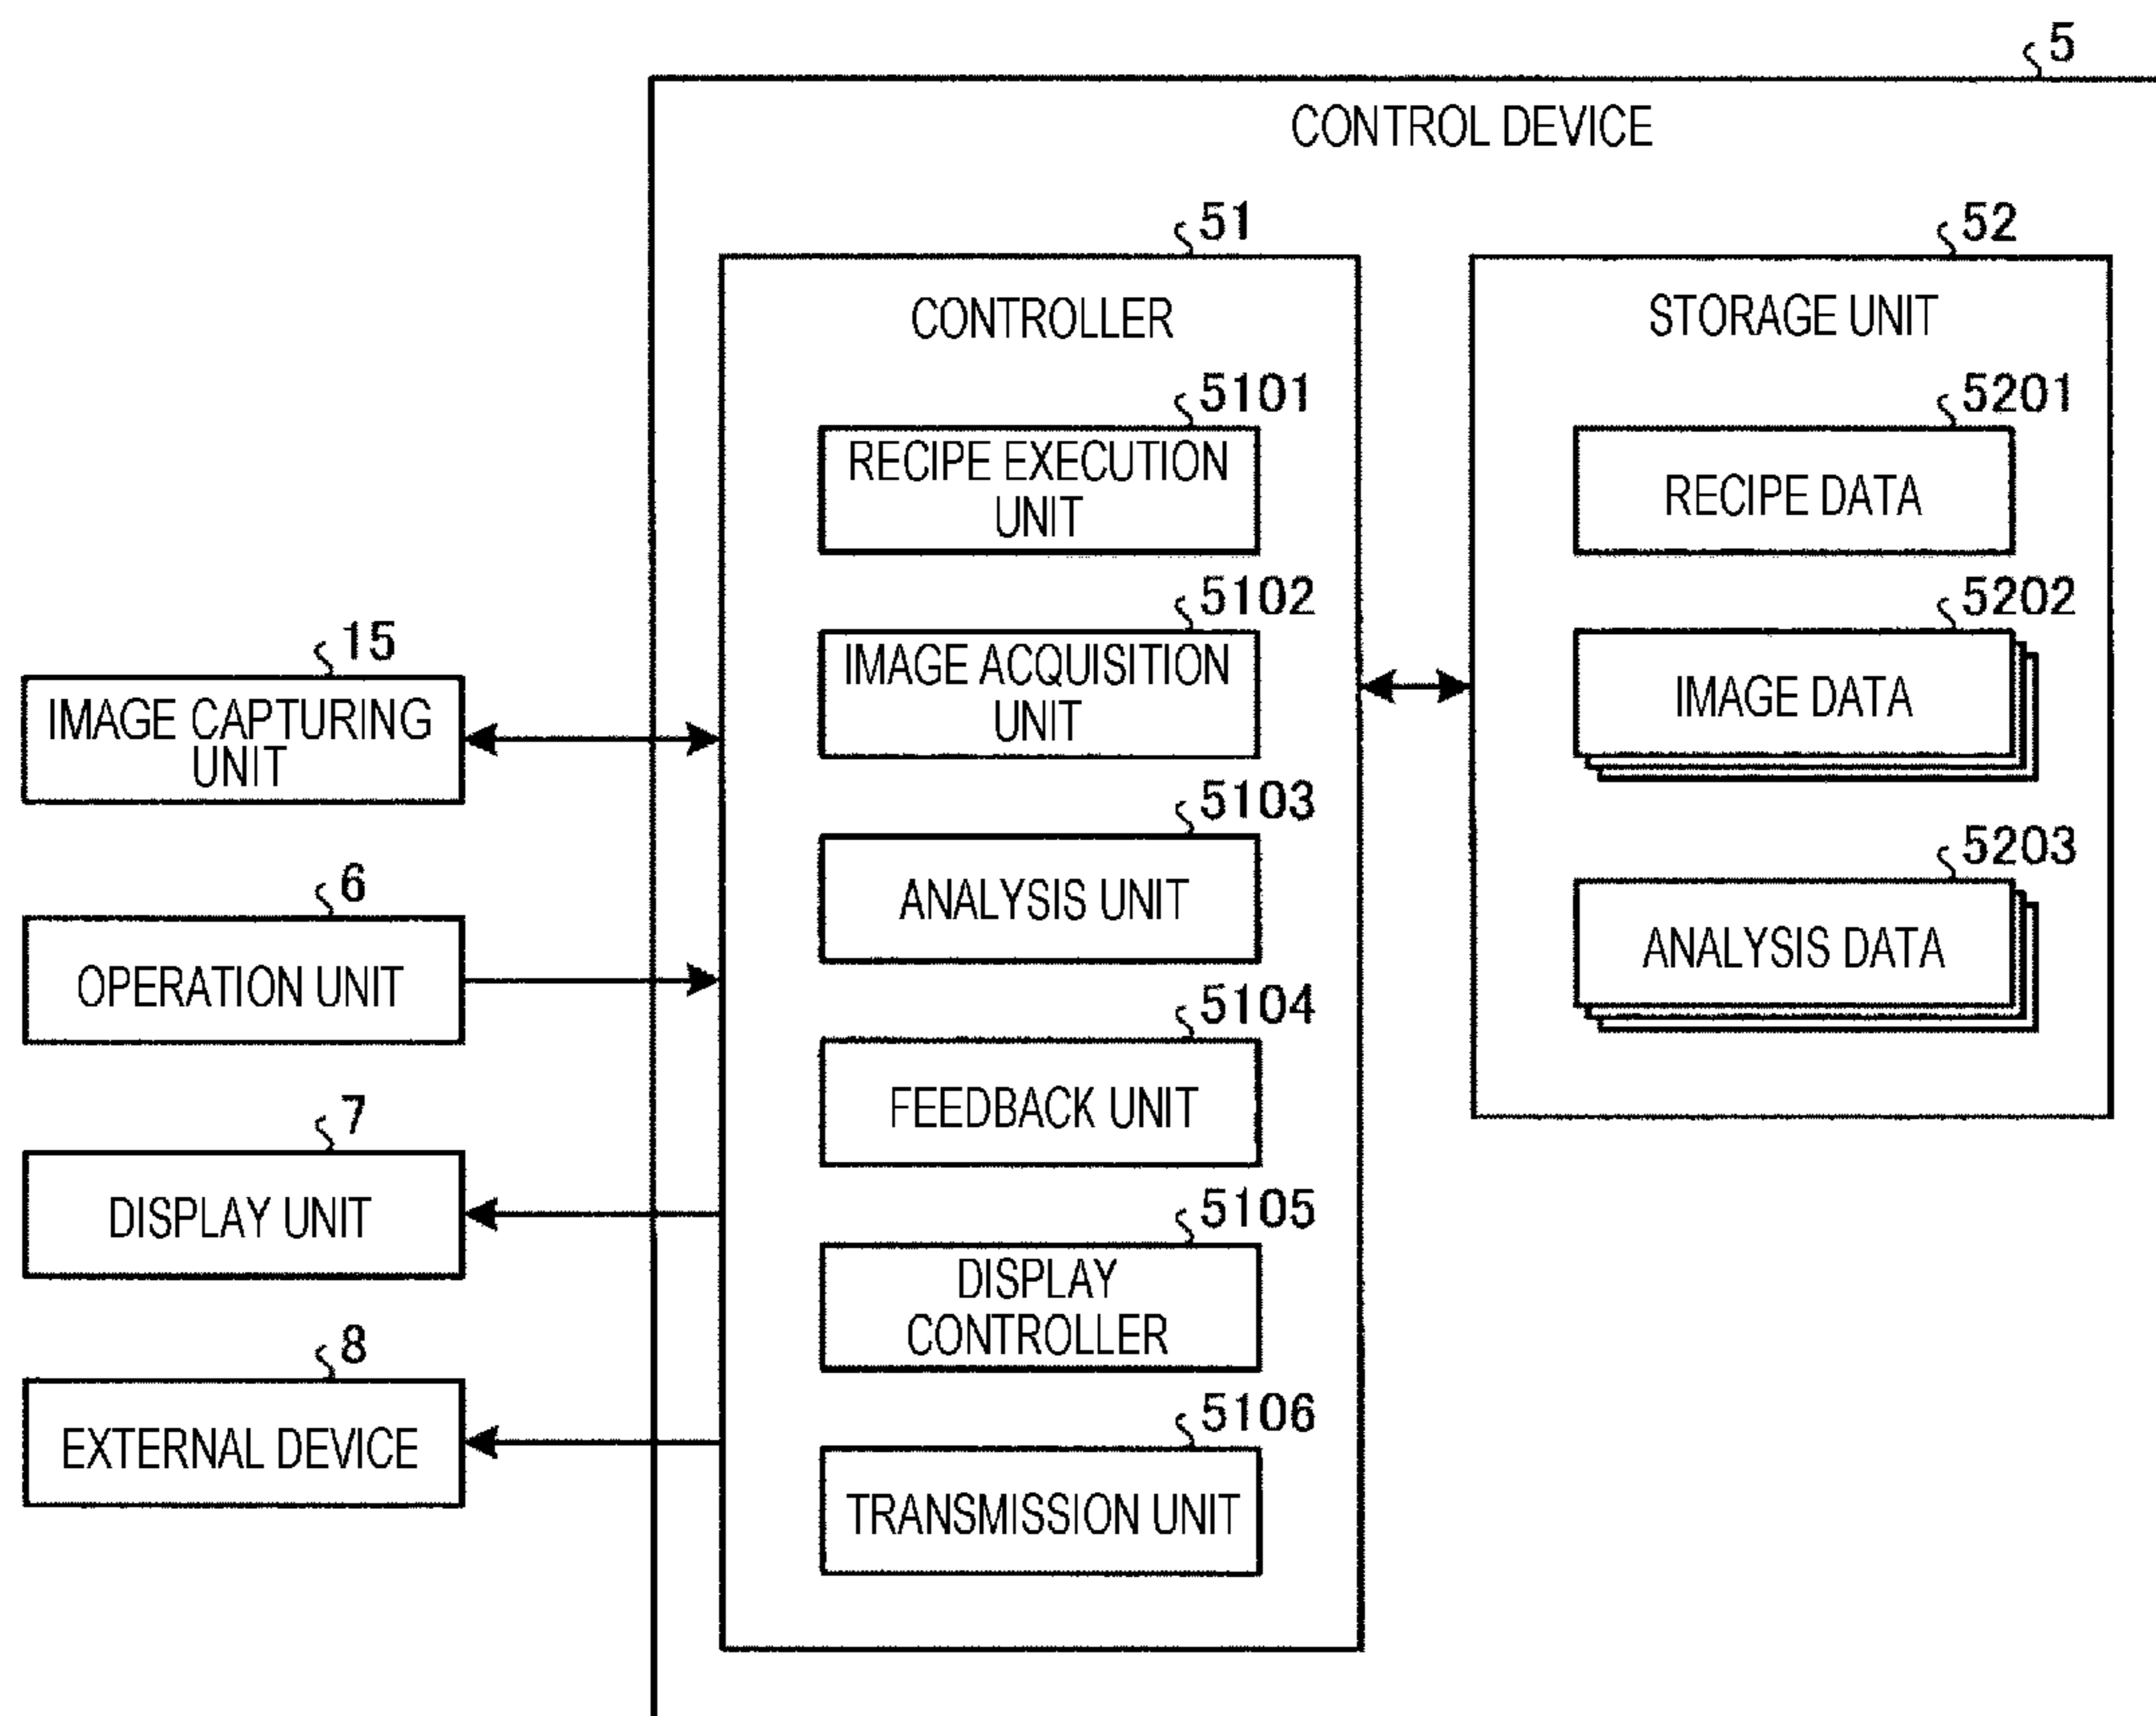 5
CONTROL DEVICE
51
CONTROLLER
5101
RECIPE EXECUTION
UNIT
5102
IMAGE ACQUISITION
UNIT
5103
ANALYSIS UNIT
5104
FEEDBACK UNIT
5105
DISPLAY
CONTROLLER
5106
TRANSMISSION UNIT
52
STORAGE UNIT
5201
RECIPE DATA
5202
IMAGE DATA
5203
ANALYSIS DATA
15
IMAGE CAPTURING
UNIT
6
OPERATION UNIT
7
DISPLAY UNIT
8
EXTERNAL DEVICE